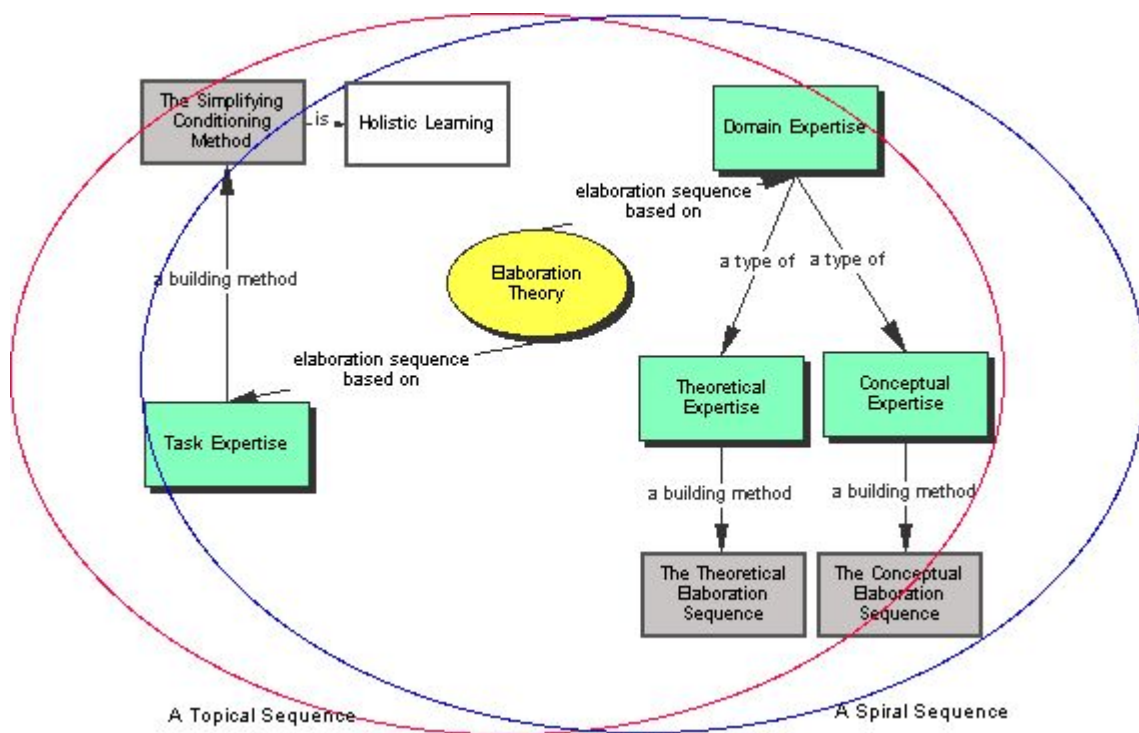 The Simplifying
Conditioning
Method
is
Holistic Learning
Domain Expertise
elaboration sequence
based on
a type of
a type of
Elaboration
Theory
a building method
elaboration sequence
based on
Theoretical
Expertise
Conceptual
Expertise
Task Expertise
a building method
a building method
The Theoretical
Elaboration
Sequence
The Conceptual
Elaboration
Sequence
A Topical Sequence
A Spiral Sequence